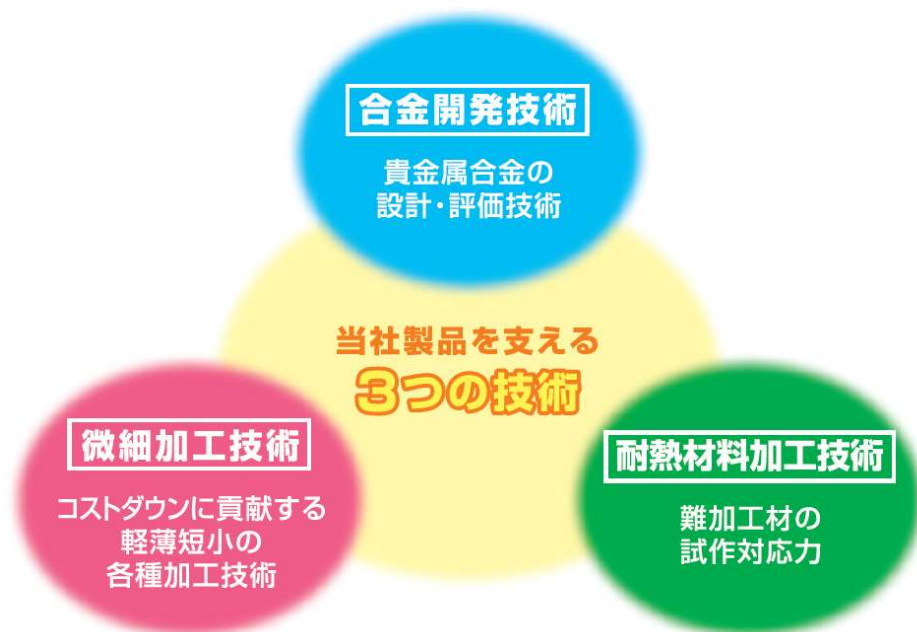 合金開発技術
貴金属合金の
設計・評価技術
当社製品を支える
3つの技術
微細加工技術
コストダウンに貢献する
軽薄短小の
各種加工技術
耐熱材料加工技術
難加工材の
試作対応力